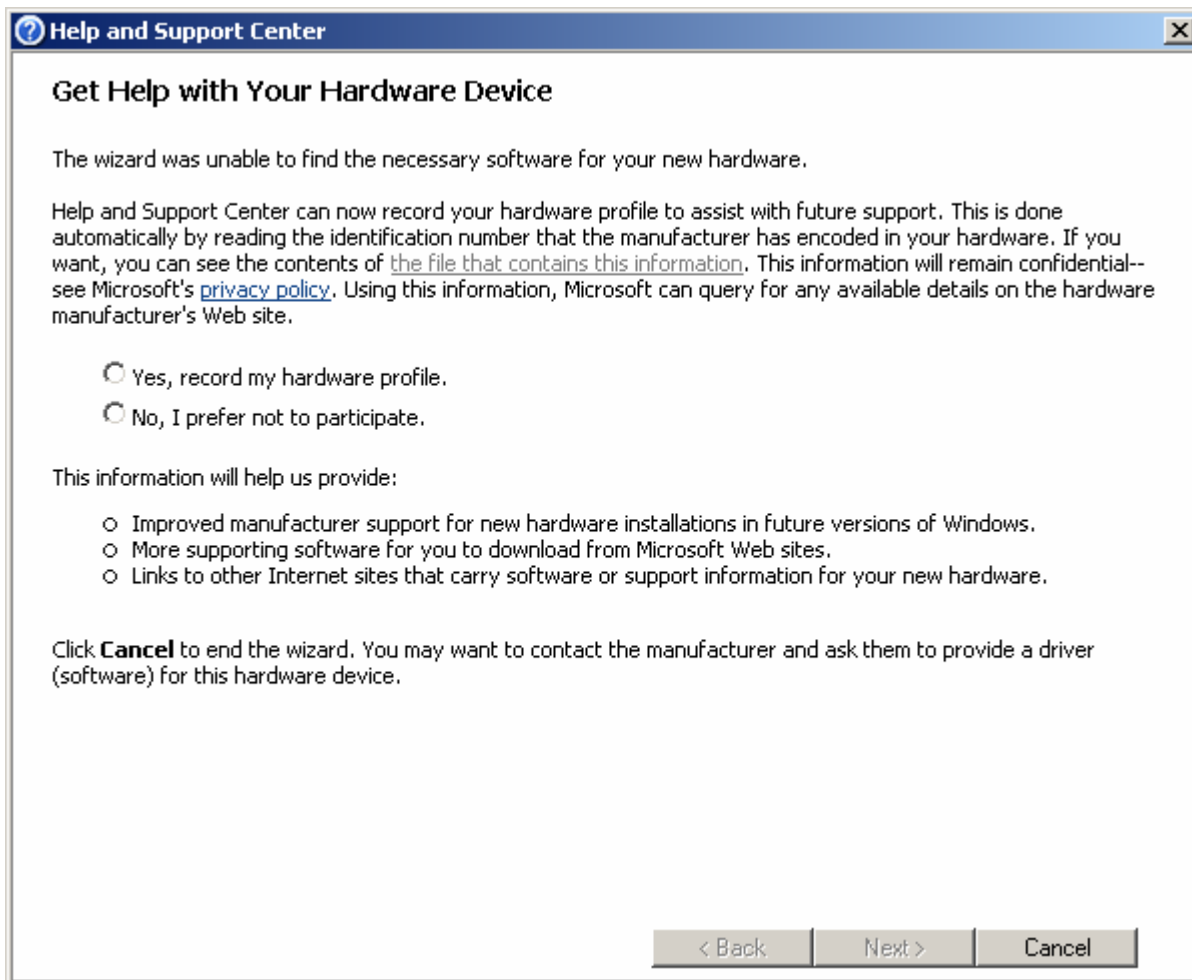 Help and Support Center
Get Help with Your Hardware Device
The wizard was unable to find the necessary software for your new hardware.
Help and Support Center can now record your hardware profile to assist with future support. This is done
automatically by reading the identification number that the manufacturer has encoded in your hardware. If you
want, you can see the contents of the file that contains this information. This information will remain confidential--
see Microsoft's privacy policy. Using this information, Microsoft can query for any available details on the hardware
manufacturer's Web site.
Yes, record my hardware profile.
No, I prefer not to participate.
This information will help us provide:
Improved manufacturer support for new hardware installations in future versions of Windows.
More supporting software for you to download from Microsoft Web sites.
Links to other Internet sites that carry software or support information for your new hardware.
Click Cancel to end the wizard. You may want to contact the manufacturer and ask them to provide a driver
(software) for this hardware device.
< Back Next > Cancel